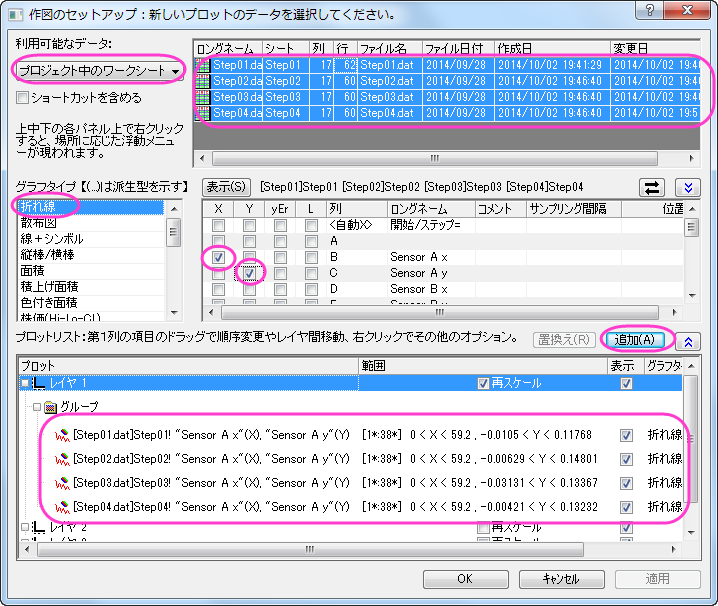 作図のセットアップ：新しいプロットのデータを選択してください。
利用可能なデータ:
プロジェクト中のワークシート
ショートカットを含める
上中下の各パネル上で右クリック
すると、場所に応じた浮動メニュ
ーが現われます。
ロングネーム シート 列 行 ファイル名 ファイル日付 作成日 変更日
Step01.da Step01 17 62 Step01.dat 2014/09/28 2014/10/02 19:41:29 2014/10/02 19:4
Step02.da Step02 17 60 Step02.dat 2014/09/28 2014/10/02 19:46:40 2014/10/02 19:4
Step03.da Step03 17 60 Step03.dat 2014/09/28 2014/10/02 19:46:40 2014/10/02 19:4
Step04.da Step04 17 60 Step04.dat 2014/09/28 2014/10/02 19:46:40 2014/10/02 19:5
グラフタイプ【(...)は派生型を示す】
折れ線
散布図
線＋シンボル
縦棒/横棒
面積
積上げ面積
色付き面積
株価(Hi-Lo-Cl)
表示(S) [Step01]Step01 [Step02]Step02 [Step03]Step03 [Step04]Step04
X Y yEr L 列 ロングネーム コメント サンプリング間隔 位置
<自動X> 開始/ステップ=
A
B Sensor A x
C Sensor A y
D Sensor B x
プロットリスト：第1列の項目のドラッグで順序変更やレイヤ間移動、右クリックでその他のオプション。
置換え(R) 追加(A)
プロット 範囲 表示 グラフタ
レイヤ 1 再スケール
グループ
[Step01.dat]Step01! "Sensor A x"(X), "Sensor A y"(Y) [1*:38*] 0 < X < 59.2 , -0.0105 < Y < 0.11768 折れ線
[Step02.dat]Step02! "Sensor A x"(X), "Sensor A y"(Y) [1*:38*] 0 < X < 59.2 , -0.00629 < Y < 0.14801 折れ線
[Step03.dat]Step03! "Sensor A x"(X), "Sensor A y"(Y) [1*:38*] 0 < X < 59.2 , -0.03131 < Y < 0.13367 折れ線
[Step04.dat]Step04! "Sensor A x"(X), "Sensor A y"(Y) [1*:38*] 0 < X < 59.2 , -0.00421 < Y < 0.13232 折れ線
レイヤ 2 再スケール
OK キャンセル 適用